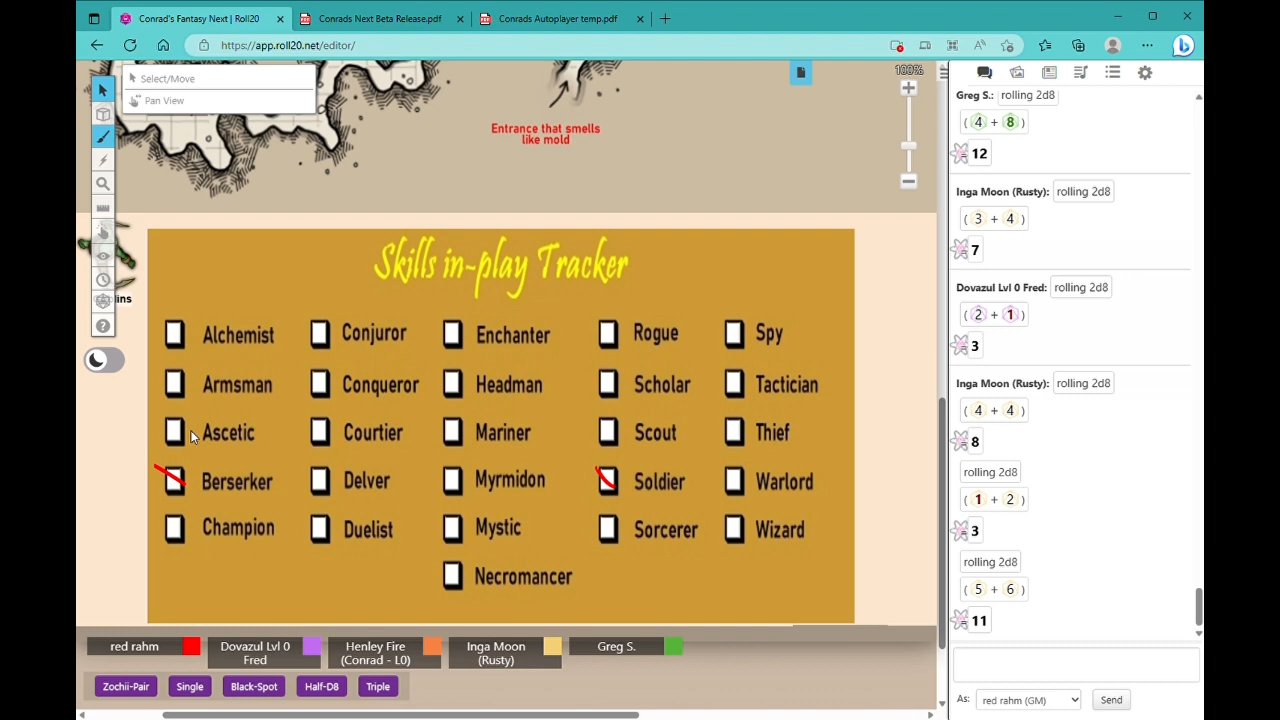 Conrad's Fantasy Next | Roll20
Conrads Next Beta Release.pdf
Conrads Autoplayer temp.pdf
https://app.roll20.net/editor/
Select/Move
Pan View
100%
Entrance that smells
like mold
Skills in-play Tracker
Alchemist Conjuror Enchanter Rogue Spy
Armsman Conqueror Headman Scholar Tactician
Ascetic Courtier Mariner Scout Thief
Berserker Delver Myrmidon Soldier Warlord
Champion Duelist Mystic Sorcerer Wizard
Necromancer
red rahm
Dovazul Lvl 0
Fred
Henley Fire
(Conrad - L0)
Inga Moon
(Rusty)
Greg S.
Zochii-Pair Single Black-Spot Half-D8 Triple
Greg S.: rolling 2d8
(4 + 8)
= 12
Inga Moon (Rusty): rolling 2d8
(3 + 4)
= 7
Dovazul Lvl 0 Fred: rolling 2d8
(2 + 1)
= 3
Inga Moon (Rusty): rolling 2d8
(4 + 4)
= 8
rolling 2d8
(1 + 2)
= 3
rolling 2d8
(5 + 6)
= 11
As: red rahm (GM) Send